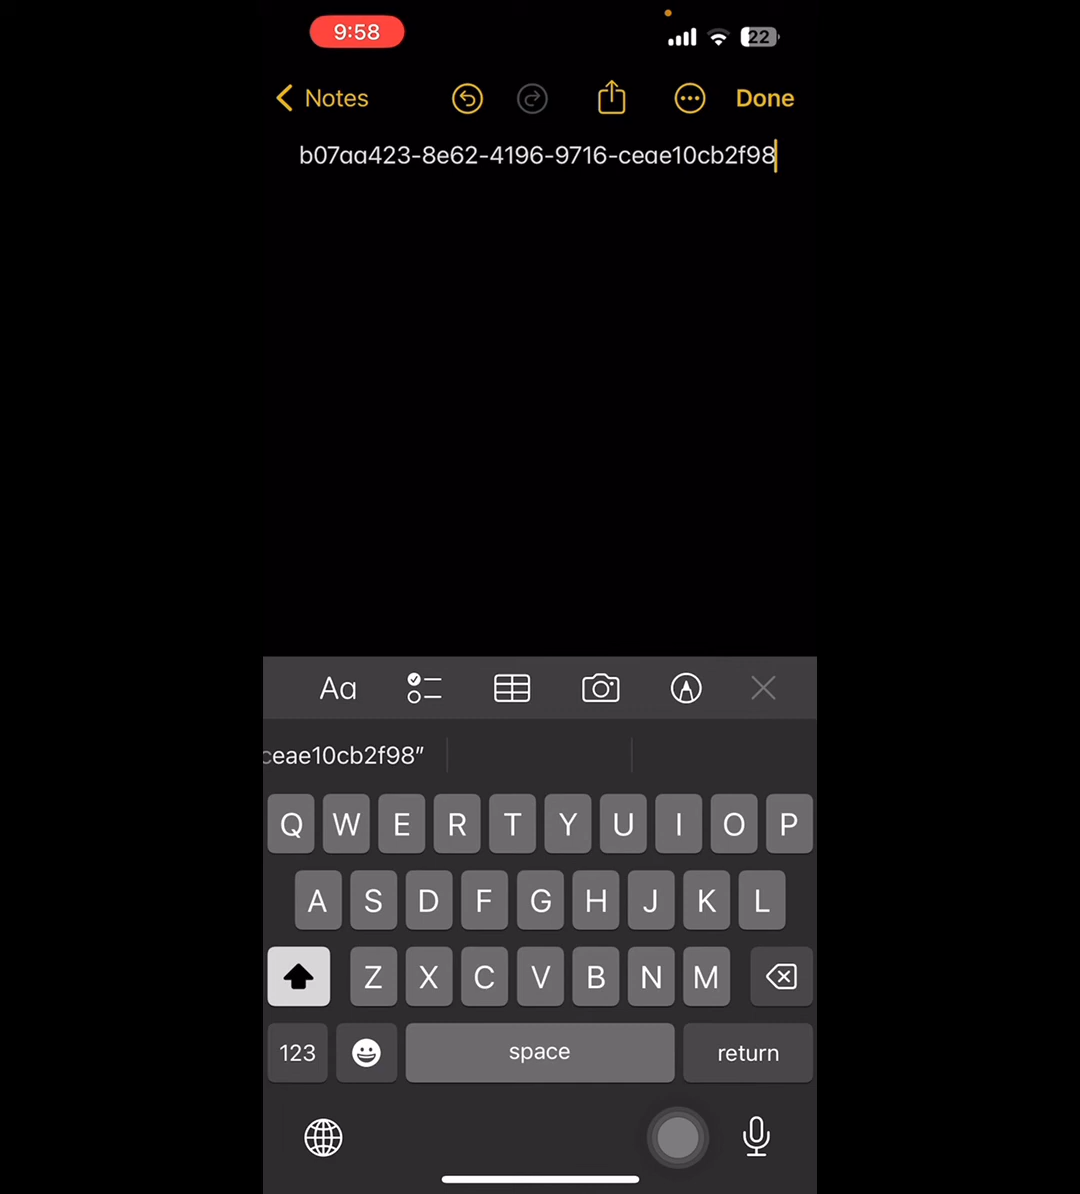 9:58
22
Notes
Done
b07aa423-8e62-4196-9716-ceae10cb2f98
Aa
ceae10cb2f98”
Q W E R T Y U I O P
A S D F G H J K L
Z X C V B N M
123 space return